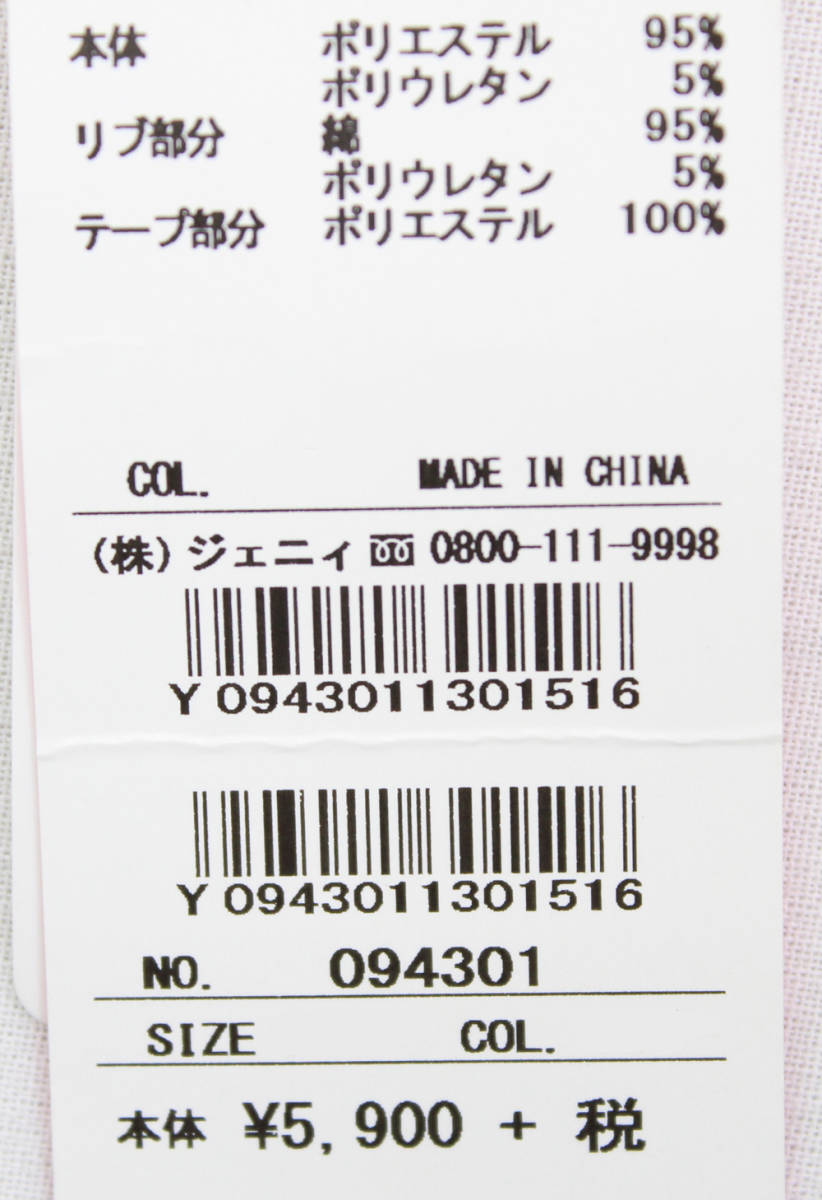 本体 ポリエステル 95%
ポリウレタン 5%
リブ部分 綿 95%
ポリウレタン 5%
テープ部分 ポリエステル 100%
COL. MADE IN CHINA
(株)ジェニィ 0800-111-9998
Y 0943011301516
Y 0943011301516
NO. 094301
SIZE COL.
本体 ¥5,900 + 税